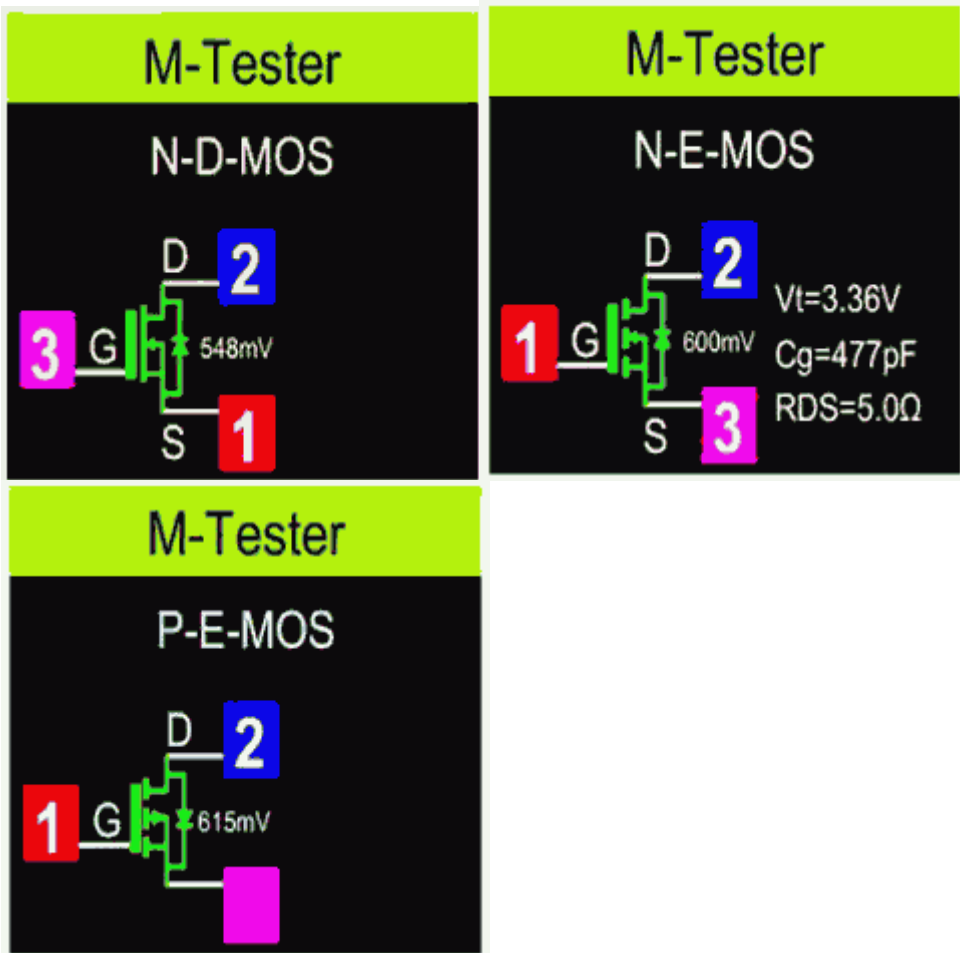 M-Tester
N-D-MOS
D 2
3 G 548mV
S 1
M-Tester
N-E-MOS
D 2
Vt=3.36V
1 G 600mV
Cg=477pF
RDS=5.0Ω
S 3
M-Tester
P-E-MOS
D 2
1 G 615mV